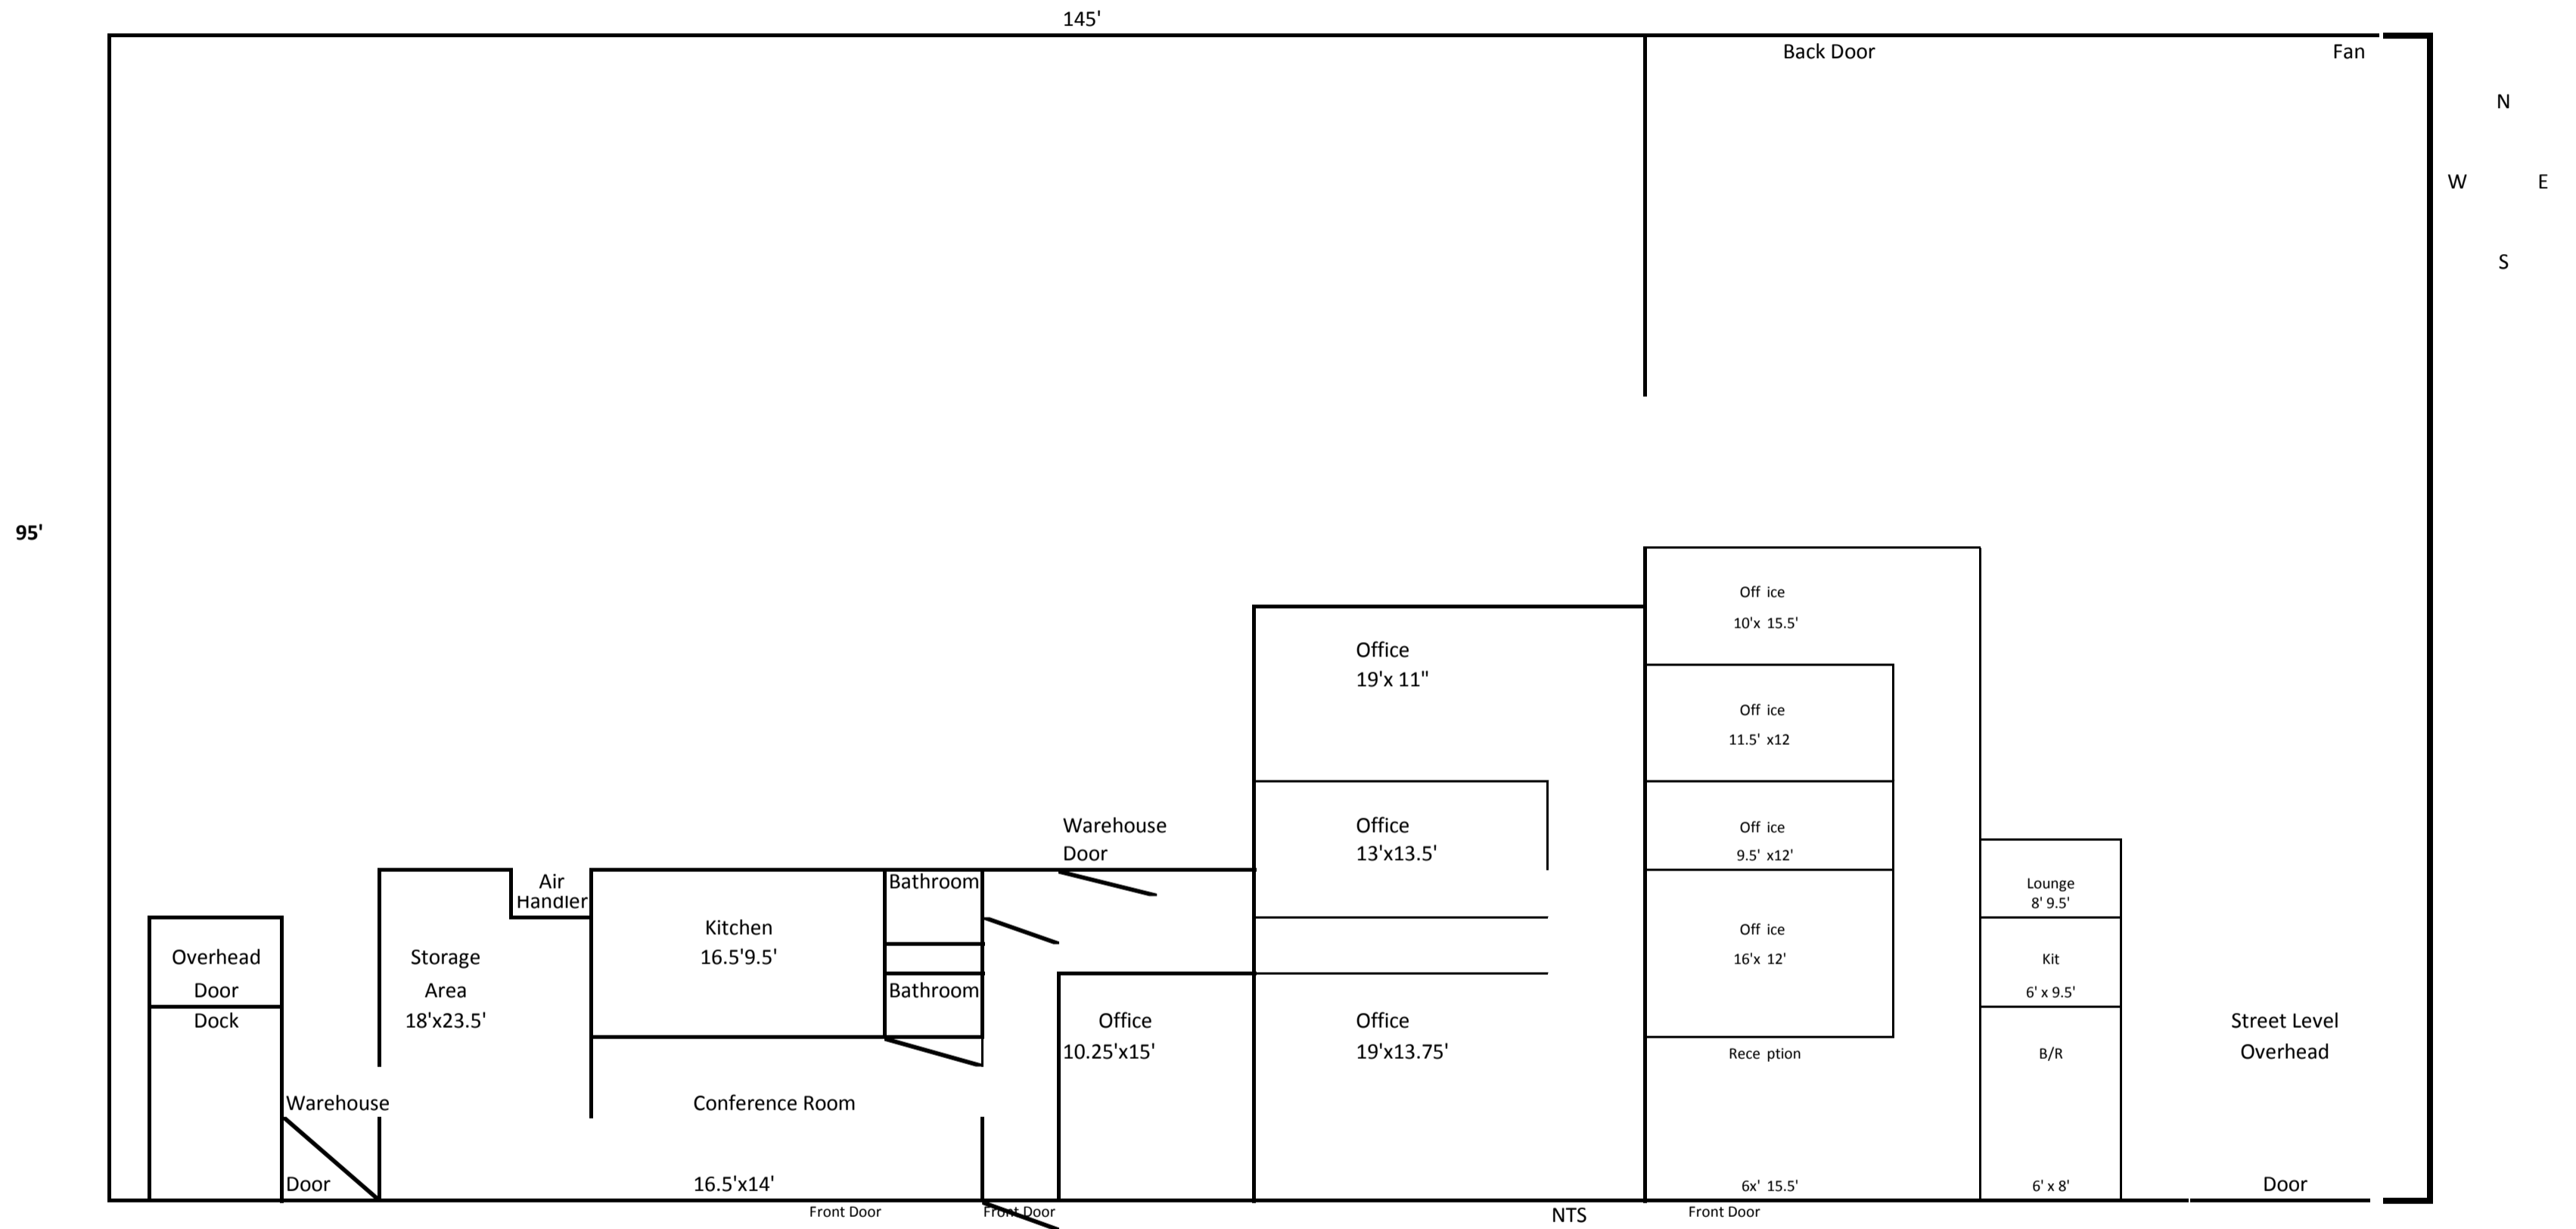 145'
Back Door
Fan
N
W E
S
95'
Off ice
10'x 15.5'
Office
19'x 11"
Off ice
11.5' x12
Warehouse
Door
Office
13'x13.5'
Off ice
9.5' x12'
Air
Handler
Bathroom
Lounge
8' 9.5'
Kitchen
16.5'9.5'
Off ice
16'x 12'
Overhead
Door
Dock
Storage
Area
18'x23.5'
Bathroom
Kit
6' x 9.5'
Office
10.25'x15'
Office
19'x13.75'
Rece ption
B/R
Street Level
Overhead
Warehouse
Door
Conference Room
16.5'x14'
6x' 15.5'
6' x 8'
Door
Front Door
Front Door
NTS
Front Door